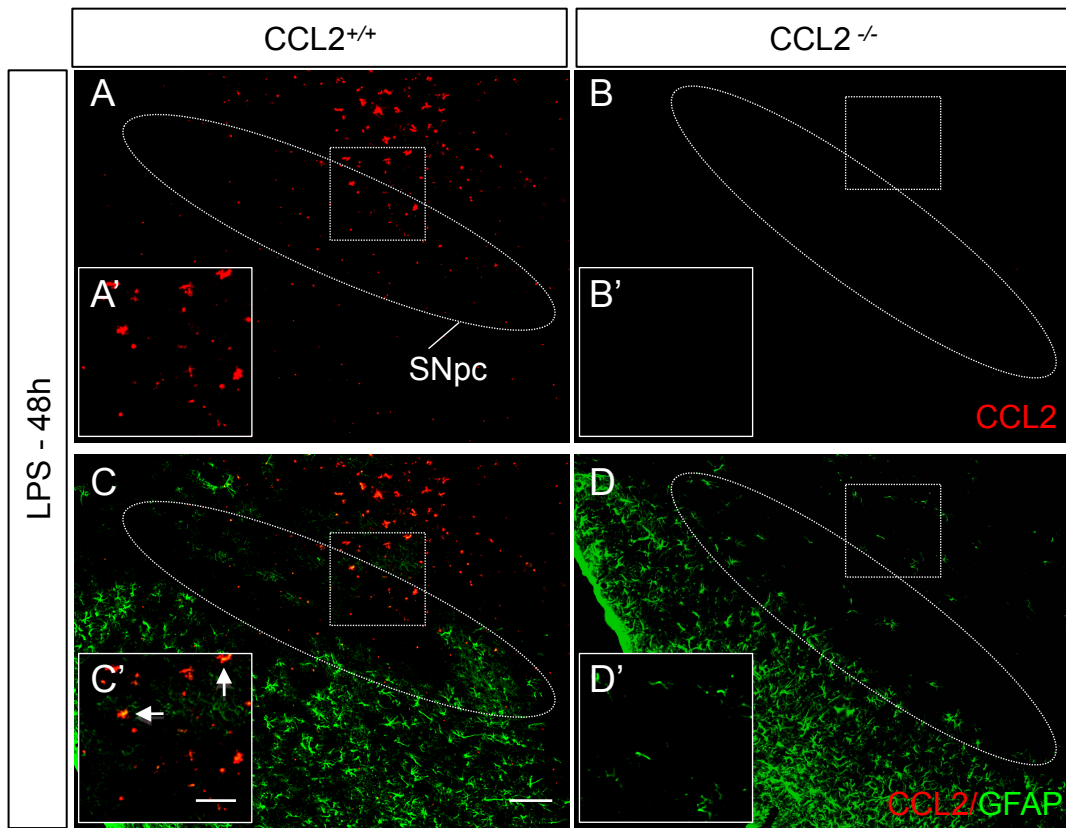 CCL2+/+
CCL2 -/-
LPS - 48h
A
B
A’
B’
SNpc
CCL2
C
D
C’
D’
CCL2/GFAP